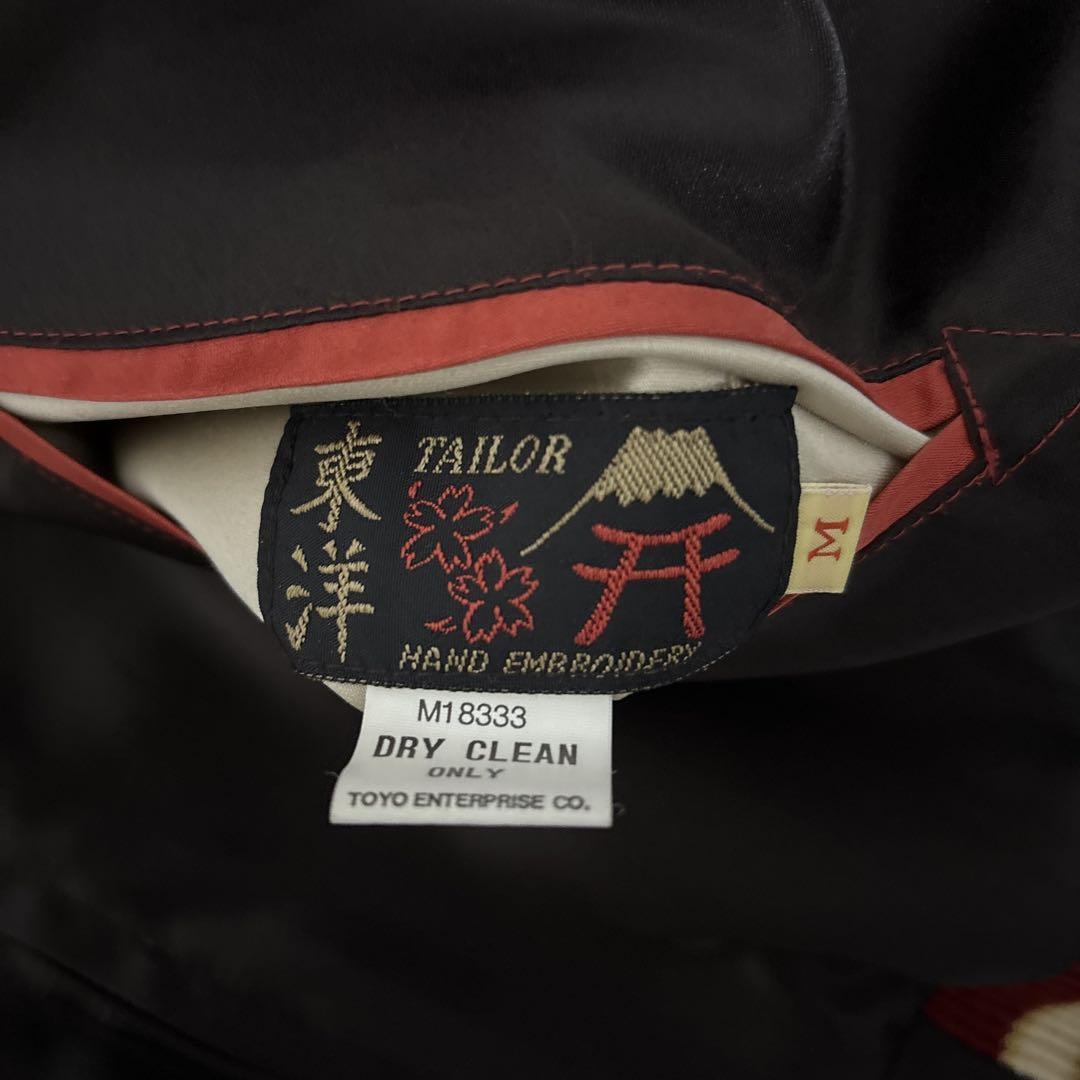 東洋
TAILOR
HAND EMBROIDERY
M
M18333
DRY CLEAN
ONLY
TOYO ENTERPRISE CO.